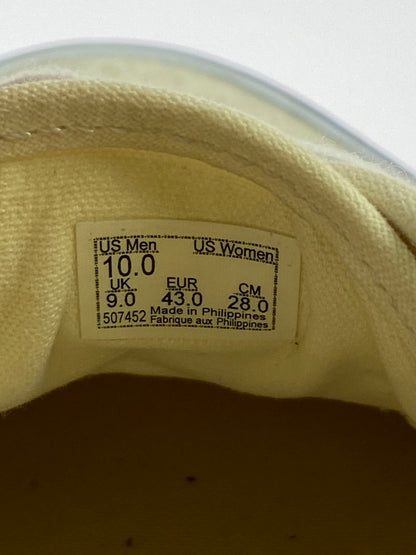 US Men US Women
10.0
UK EUR CM
9.0 43.0 28.0
507452 Made in Philippines
Fabrique aux Philippines